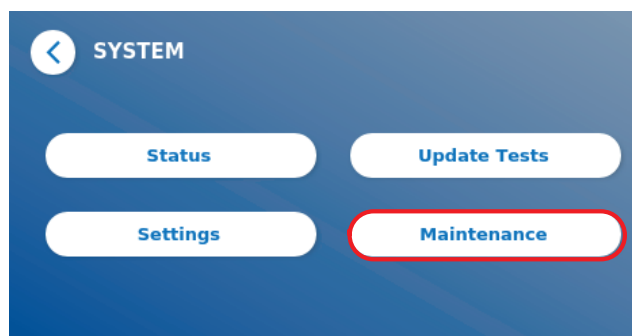 SYSTEM
Status
Update Tests
Settings
Maintenance